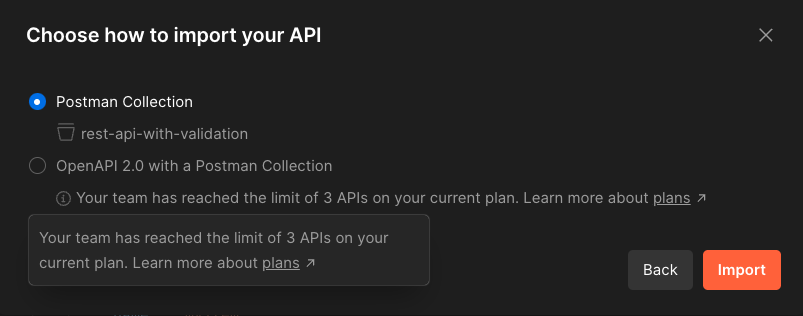 Choose how to import your API
Postman Collection
rest-api-with-validation
OpenAPI 2.0 with a Postman Collection
Your team has reached the limit of 3 APIs on your current plan. Learn more about plans ↗
Your team has reached the limit of 3 APIs on your
current plan. Learn more about plans ↗
Back
Import